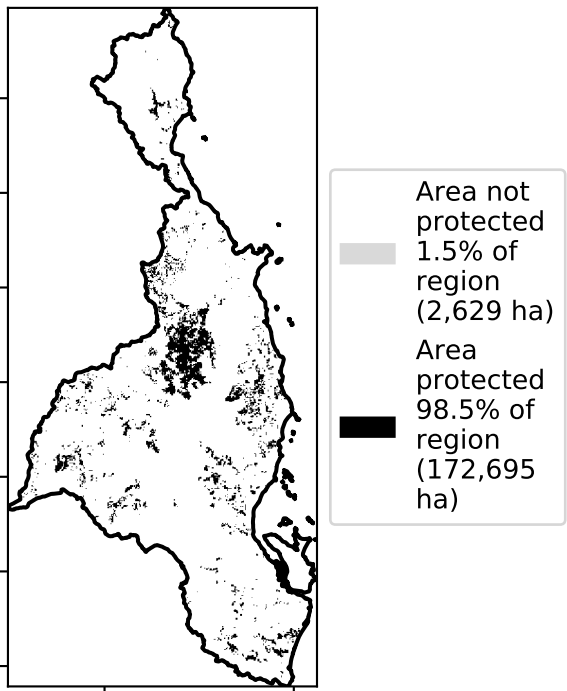 Area not
protected
1.5% of
region
(2,629 ha)
Area
protected
98.5% of
region
(172,695
ha)